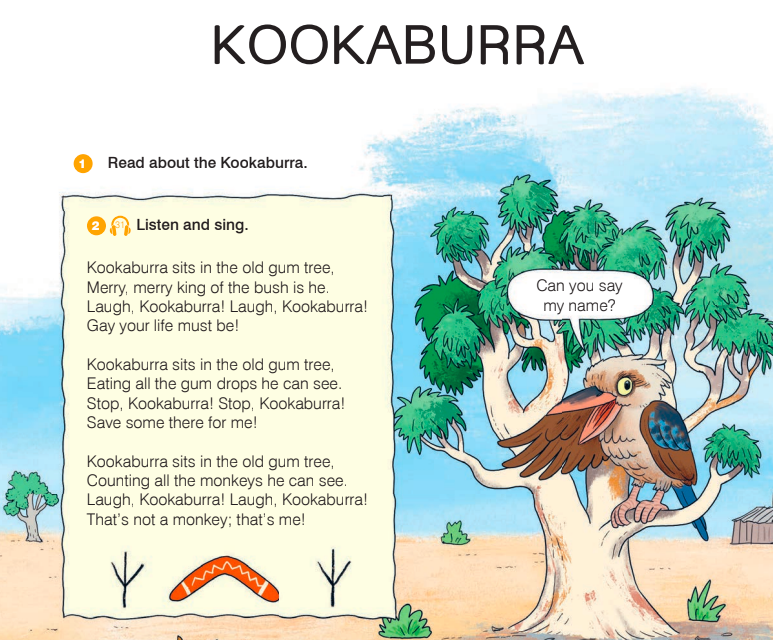 KOOKABURRA
1 Read about the Kookaburra.
2 31 Listen and sing.
Kookaburra sits in the old gum tree,
Merry, merry king of the bush is he.
Laugh, Kookaburra! Laugh, Kookaburra!
Gay your life must be!
Kookaburra sits in the old gum tree,
Eating all the gum drops he can see.
Stop, Kookaburra! Stop, Kookaburra!
Save some there for me!
Kookaburra sits in the old gum tree,
Counting all the monkeys he can see.
Laugh, Kookaburra! Laugh, Kookaburra!
That's not a monkey; that's me!
Can you say
my name?